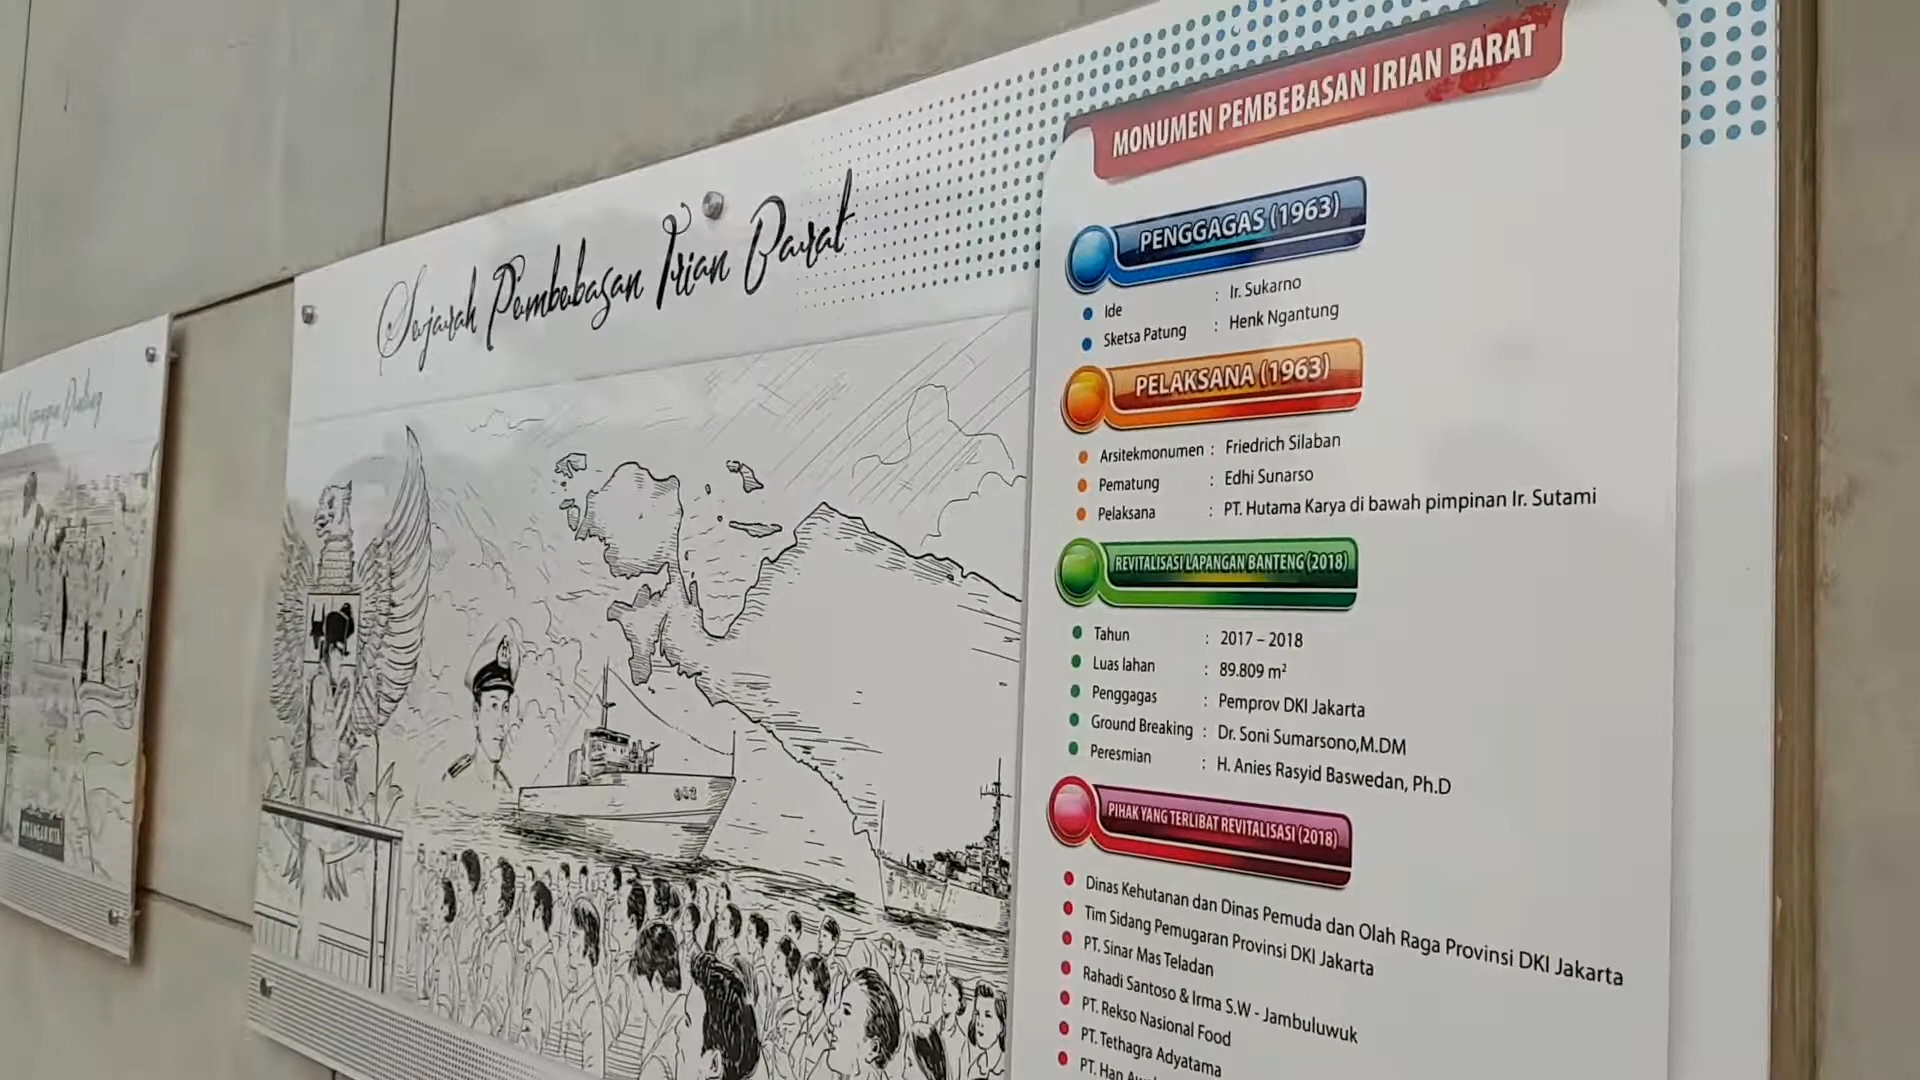 Sejarah Pembebasan Irian Barat
MONUMEN PEMBEBASAN IRIAN BARAT
PENGGAGAS (1963)
Ide : Ir. Sukarno
Sketsa Patung : Henk Ngantung
PELAKSANA (1963)
Arsitekmonumen : Friedrich Silaban
Pematung : Edhi Sunarso
Pelaksana : PT. Hutama Karya di bawah pimpinan Ir. Sutami
REVITALISASI LAPANGAN BANTENG (2018)
Tahun : 2017 – 2018
Luas lahan : 89.809 m²
Penggagas : Pemprov DKI Jakarta
Ground Breaking : Dr. Soni Sumarsono,M.DM
Peresmian : H. Anies Rasyid Baswedan, Ph.D
PIHAK YANG TERLIBAT REVITALISASI (2018)
Dinas Kehutanan dan Dinas Pemuda dan Olah Raga Provinsi DKI Jakarta
Tim Sidang Pemugaran Provinsi DKI Jakarta
PT. Sinar Mas Teladan
Rahadi Santoso & Irma S.W - Jambuluwuk
PT. Rekso Nasional Food
PT. Tethagra Adyatama
PT. Han
642
Lapangan Banteng